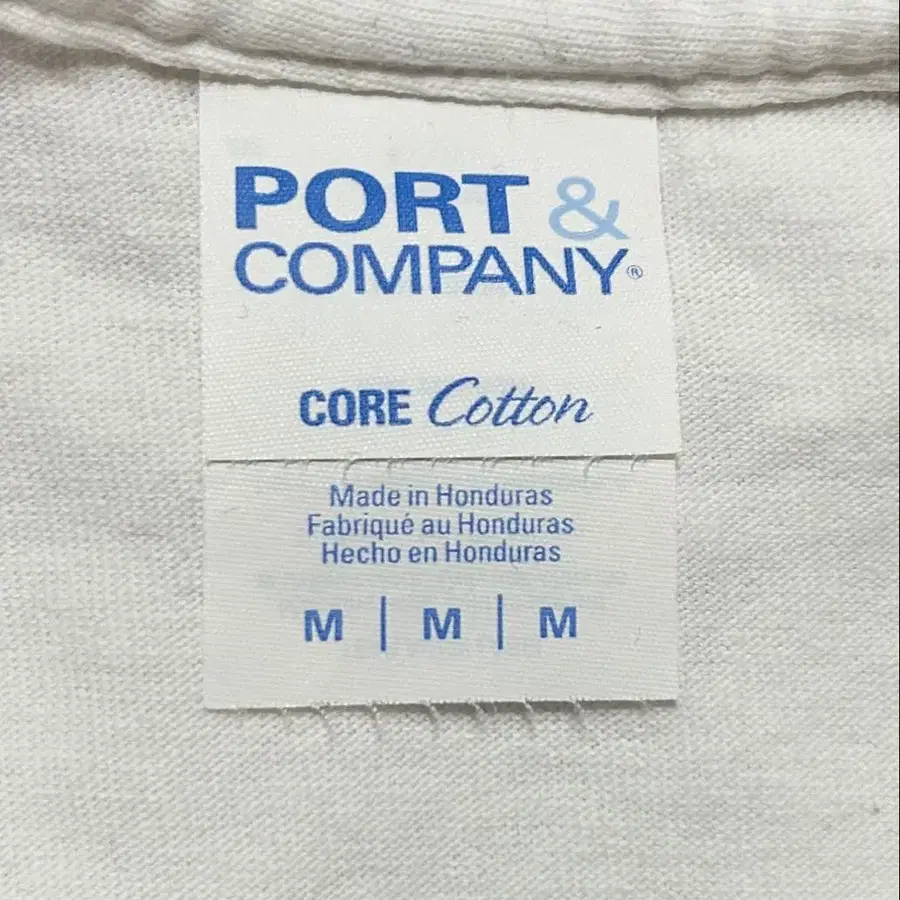 PORT &
COMPANY®
CORE Cotton
Made in Honduras
Fabriqué au Honduras
Hecho en Honduras
M | M | M